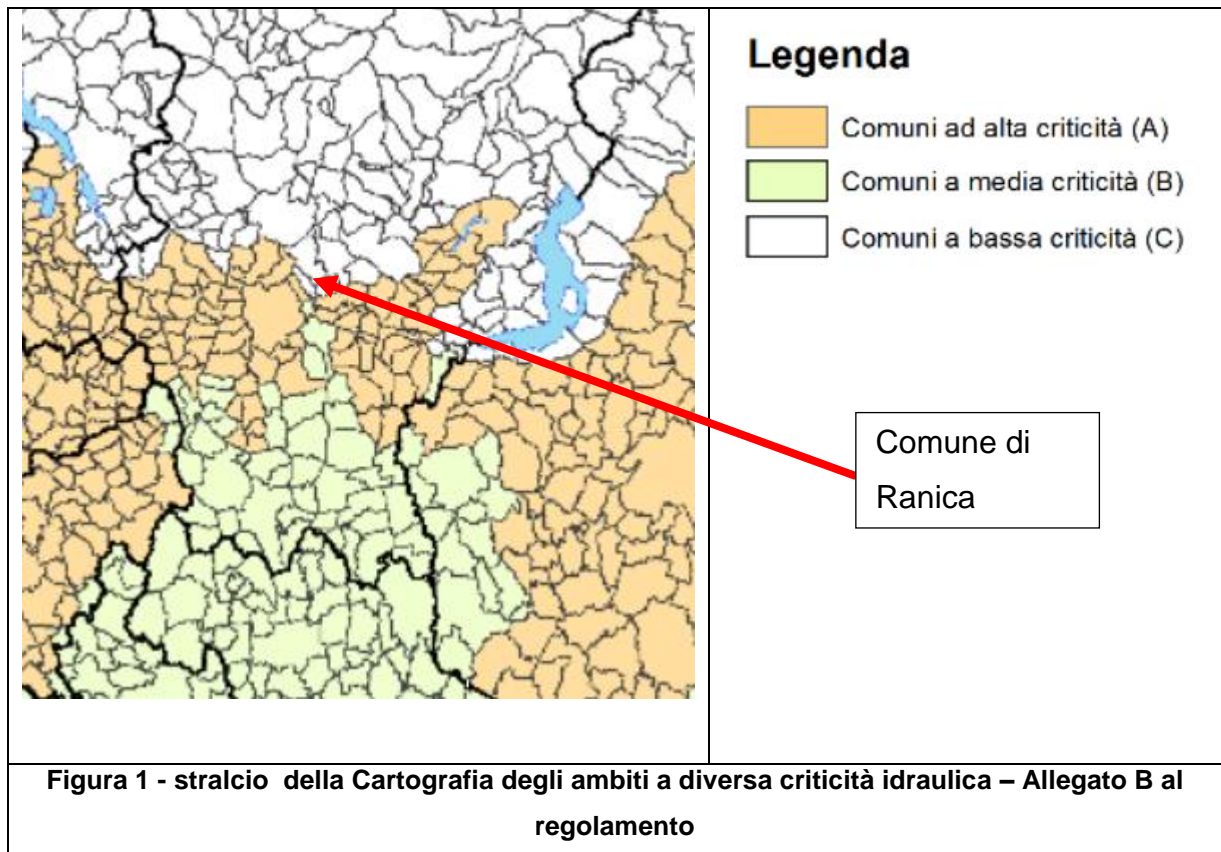 Legenda
Comuni ad alta criticità (A)
Comuni a media criticità (B)
Comuni a bassa criticità (C)
Comune di
Ranica
Figura 1 - stralcio della Cartografia degli ambiti a diversa criticità idraulica – Allegato B al
regolamento